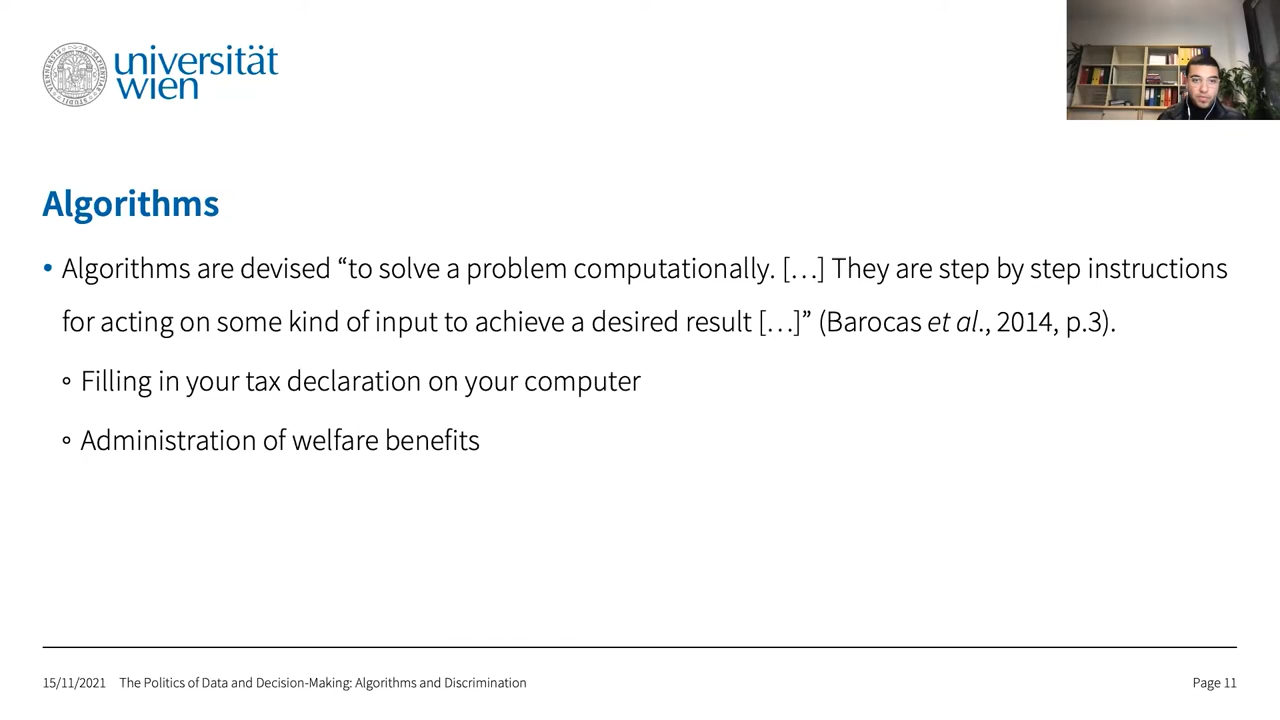 universität
wien
Algorithms
• Algorithms are devised “to solve a problem computationally. […] They are step by step instructions
for acting on some kind of input to achieve a desired result […]” (Barocas et al., 2014, p.3).
° Filling in your tax declaration on your computer
° Administration of welfare benefits
15/11/2021 The Politics of Data and Decision-Making: Algorithms and Discrimination Page 11